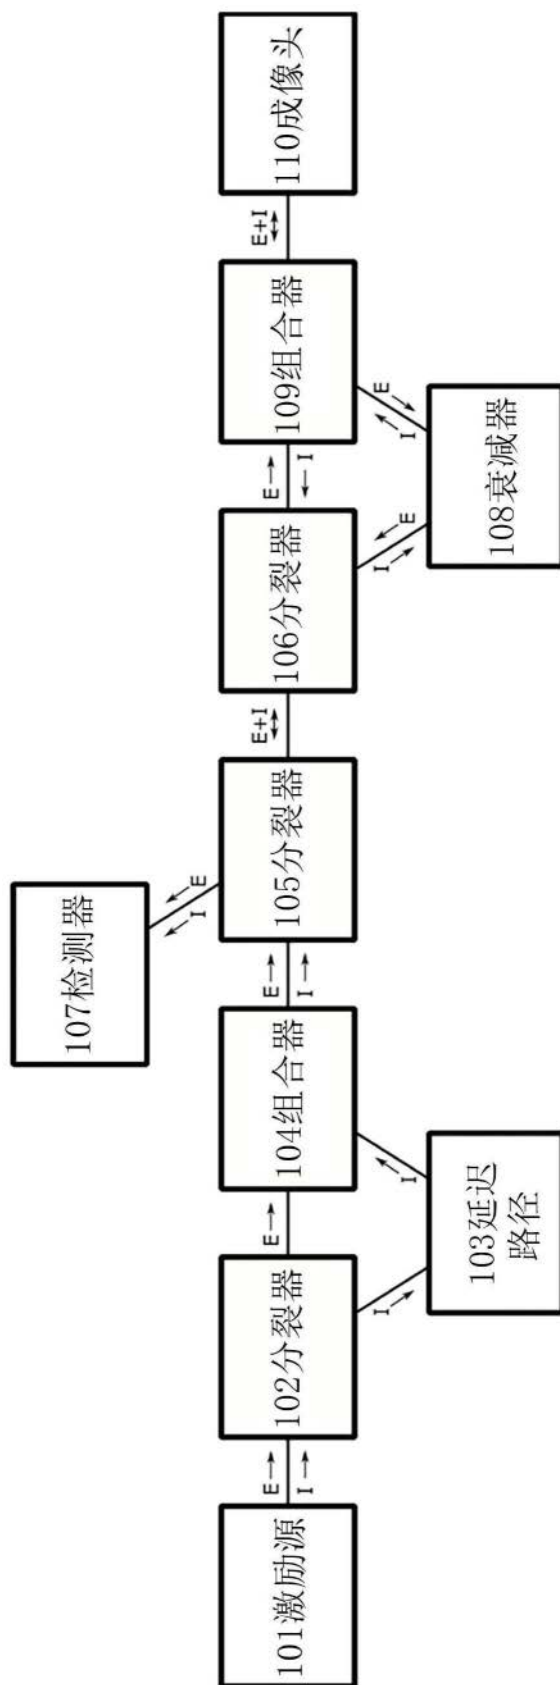 101激励源
E
I
102分裂器
I
103延迟
路径
I
E
104组合器
E
I
105分裂器
I
E
107检测器
E+I
106分裂器
I
E
108衰减器
I
E
E
I
109组合器
E+I
110成像头